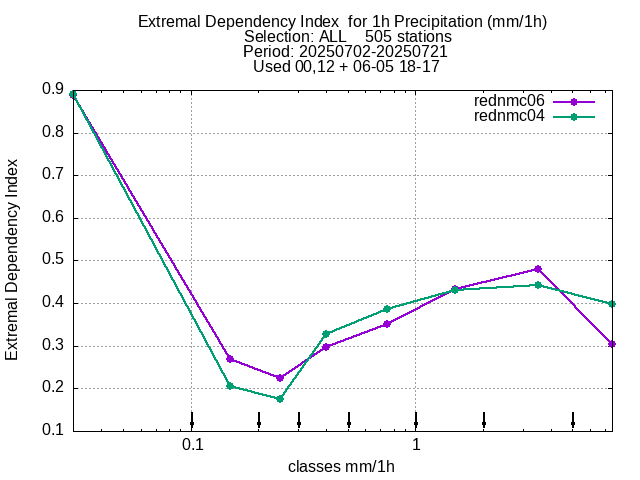 Extremal Dependency Index  for 1h Precipitation (mm/1h)
Selection: ALL    505 stations
Period: 20250702-20250721
Used 00,12 + 06-05 18-17
rednmc06
rednmc04
0.9
0.8
0.7
0.6
0.5
0.4
0.3
0.2
0.1
Extremal Dependency Index
0.1 1
classes mm/1h